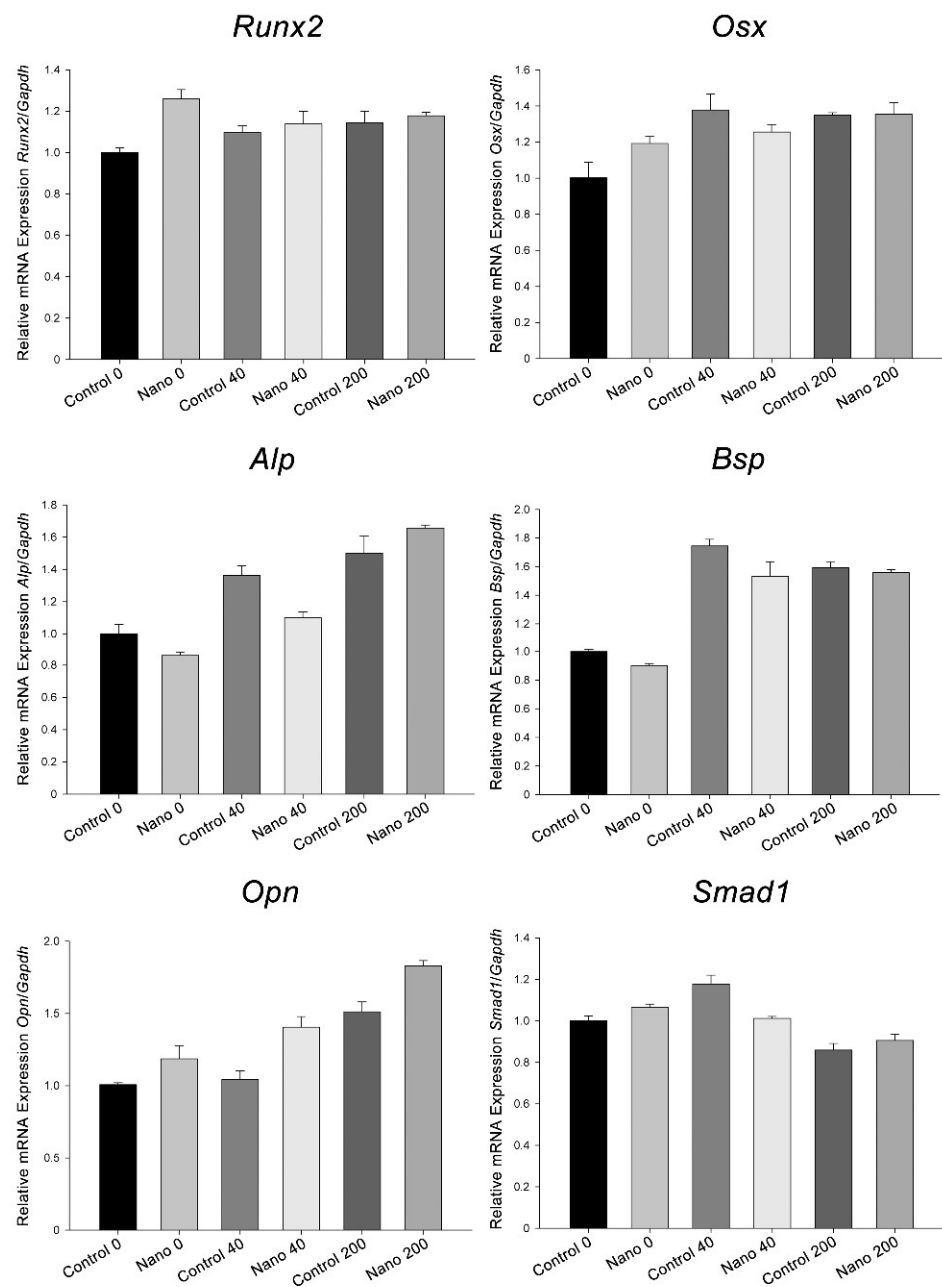 Runx2
Relative mRNA Expression Runx2/Gapdh
1.4
1.2
1.0
0.8
0.6
0.4
0.2
0
Control 0
Nano 0
Control 40
Nano 40
Control 200
Nano 200
Osx
Relative mRNA Expression Osx/Gapdh
1.6
1.4
1.2
1.0
0.8
0.6
0.4
0.2
0
Control 0
Nano 0
Control 40
Nano 40
Control 200
Nano 200
Alp
Relative mRNA Expression Alp/Gapdh
1.8
1.6
1.4
1.2
1.0
0.8
0.6
0.4
0.2
0
Control 0
Nano 0
Control 40
Nano 40
Control 200
Nano 200
Bsp
Relative mRNA Expression Bsp/Gapdh
2.0
1.8
1.6
1.4
1.2
1.0
0.8
0.6
0.4
0.2
0
Control 0
Nano 0
Control 40
Nano 40
Control 200
Nano 200
Opn
Relative mRNA Expression Opn/Gapdh
2.0
1.5
1.0
0.5
0
Control 0
Nano 0
Control 40
Nano 40
Control 200
Nano 200
Smad1
Relative mRNA Expression Smad1/Gapdh
1.4
1.2
1.0
0.8
0.6
0.4
0.2
0
Control 0
Nano 0
Control 40
Nano 40
Control 200
Nano 200